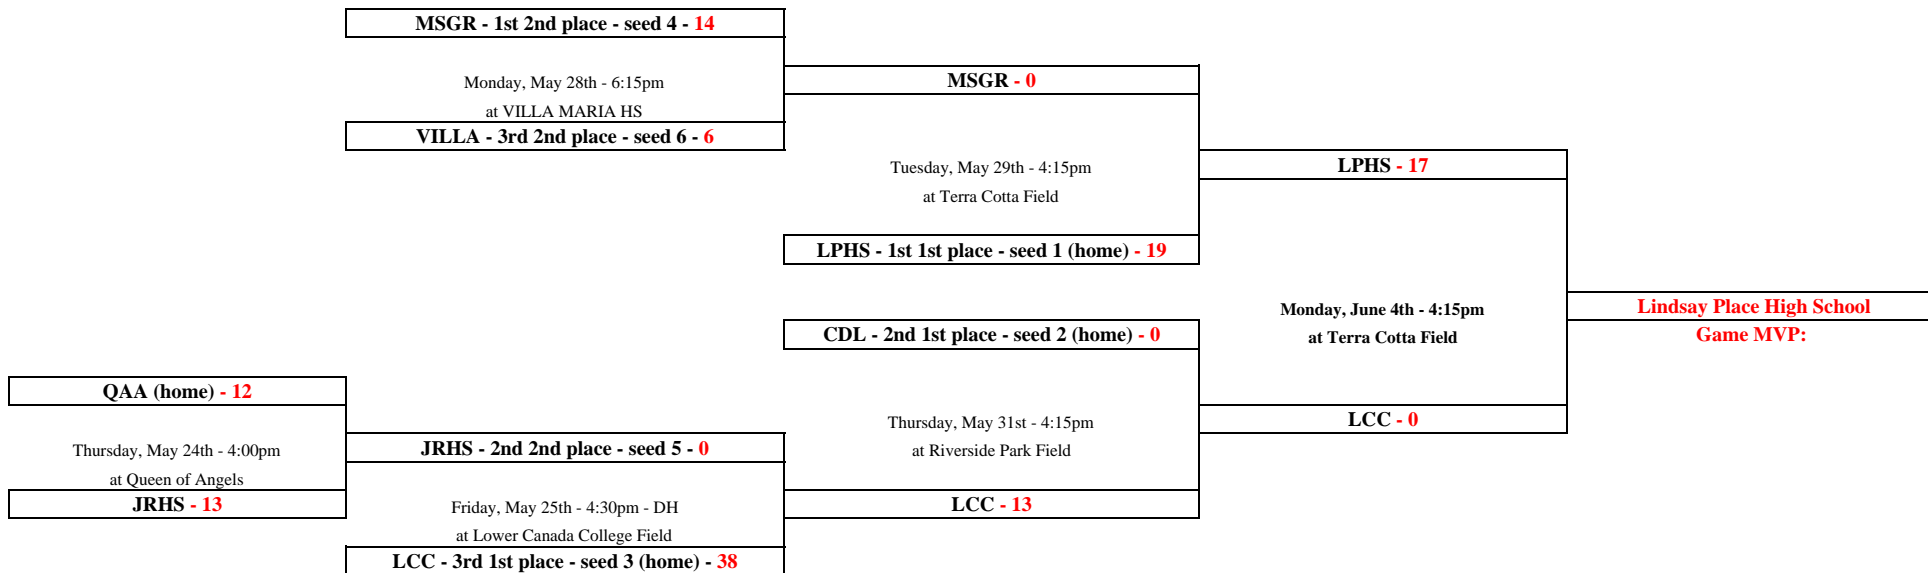 MSGR - 1st 2nd place - seed 4 - 14
Monday, May 28th - 6:15pm
at VILLA MARIA HS
VILLA - 3rd 2nd place - seed 6 - 6
MSGR - 0
Tuesday, May 29th - 4:15pm
at Terra Cotta Field
LPHS - 1st 1st place - seed 1 (home) - 19
LPHS - 17
Monday, June 4th - 4:15pm
at Terra Cotta Field
Lindsay Place High School
Game MVP:
CDL - 2nd 1st place - seed 2 (home) - 0
Thursday, May 31st - 4:15pm
at Riverside Park Field
LCC - 0
QAA (home) - 12
Thursday, May 24th - 4:00pm
at Queen of Angels
JRHS - 13
JRHS - 2nd 2nd place - seed 5 - 0
Friday, May 25th - 4:30pm - DH
at Lower Canada College Field
LCC - 13
LCC - 3rd 1st place - seed 3 (home) - 38